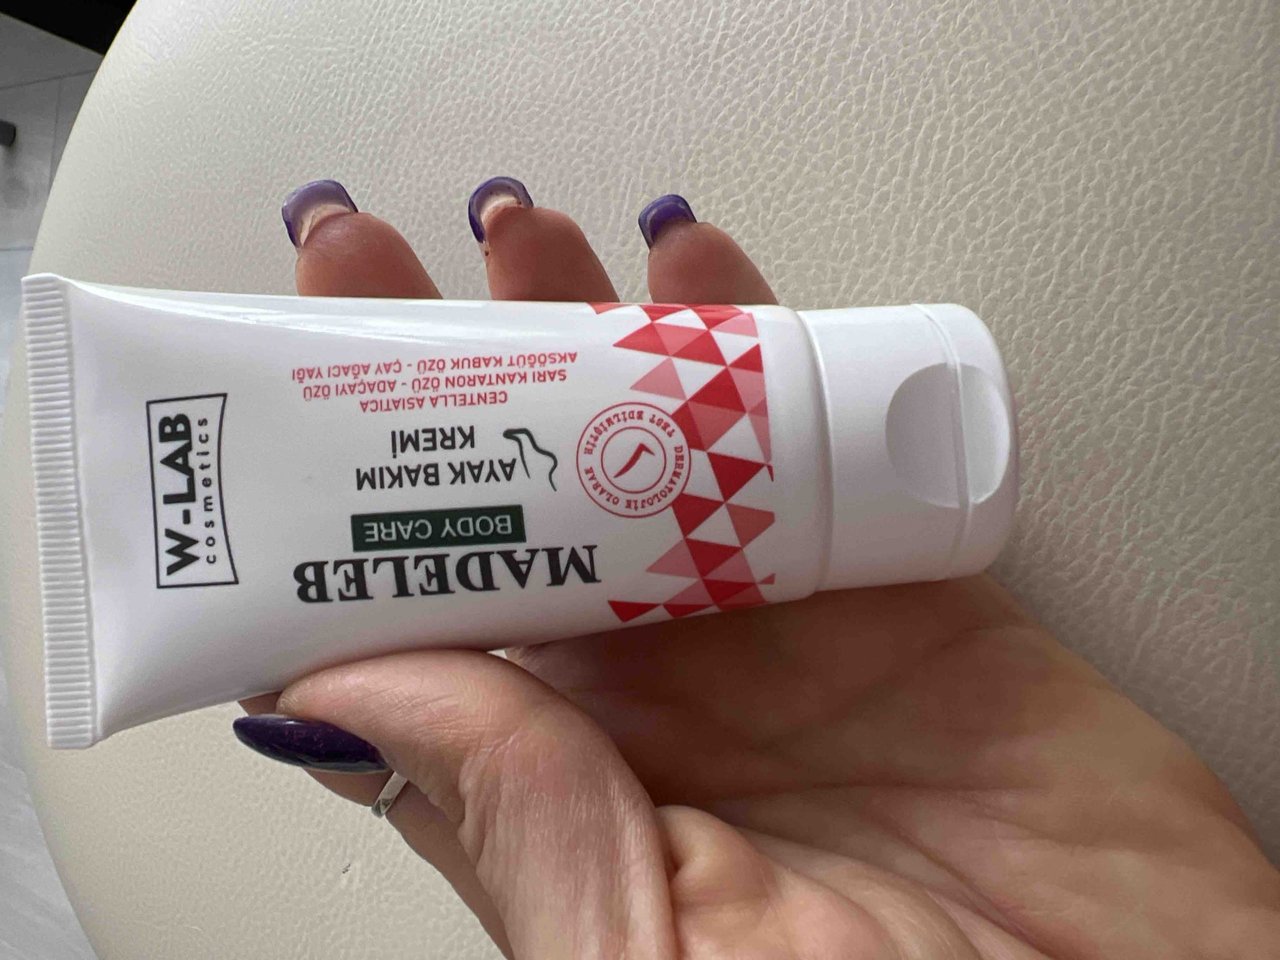 W-LAB
cosmetics
MADELEB
BODY CARE
AYAK BAKIM
KREMİ
CENTELLA ASIATICA
SARI KANTARON ÖZÜ - ADAÇAYI ÖZÜ
AKSÖĞÜT KABUK ÖZÜ - ÇAY AĞACI YAĞI
DERMATOLOJİK OLARAK TEST EDİLMİŞTİR